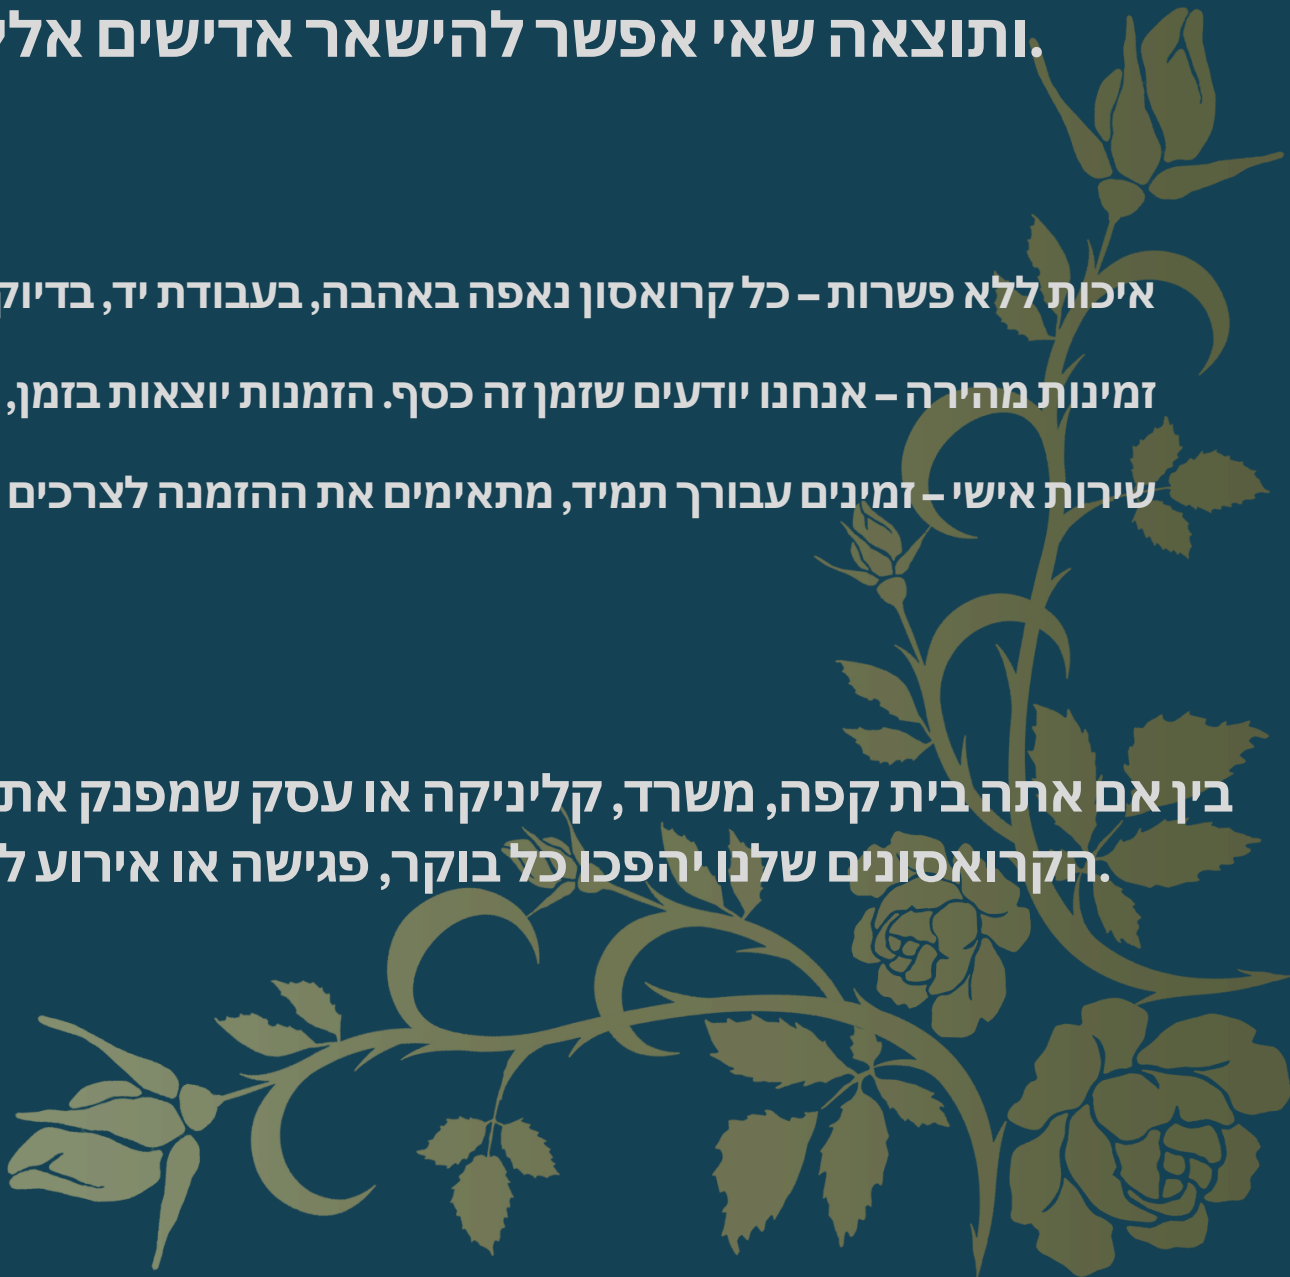 ותוצאה שאי אפשר להישאר אדישים
איכות ללא פשרות – כל קרואסון נאפה באהבה, בעבודת יד,
זמינות מהירה – אנחנו יודעים שזמן זה כסף. הזמנות יוצאות בזמן,
שירות אישי – זמינים עבורך תמיד, מתאימים את ההזמנה לצרכים
בין אם אתה בית קפה, משרד, קליניקה או עסק שמפנק את
.הקרואסונים שלנו יהפכו כל בוקר, פגישה או אירוע